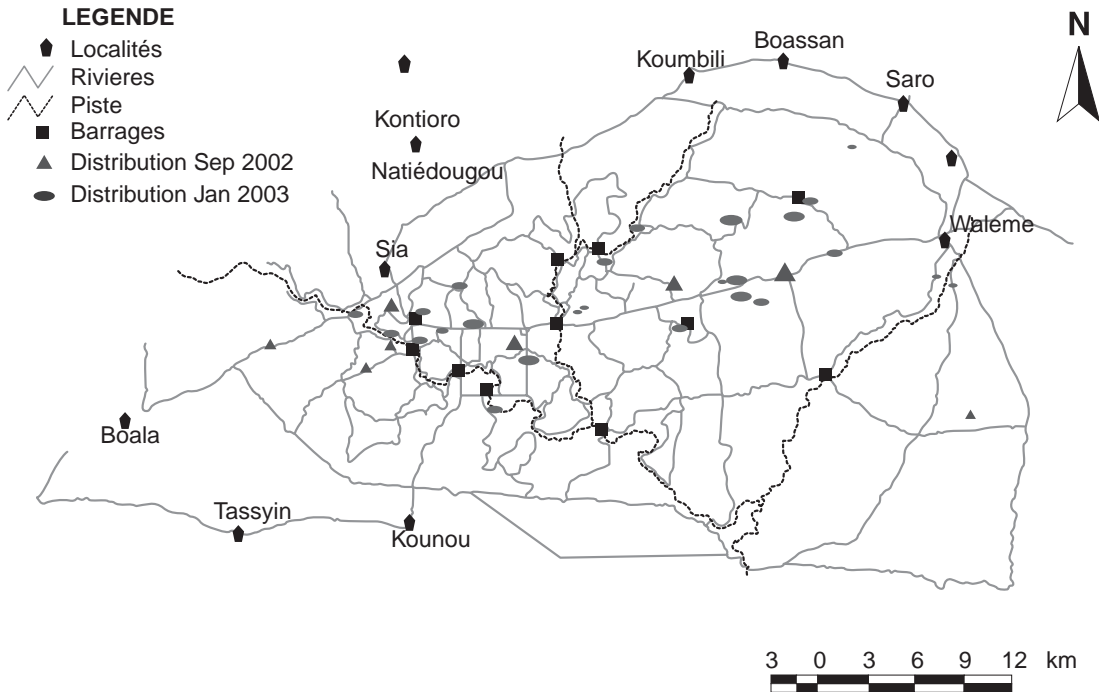 LEGENDE
Localités
Rivieres
Piste
Barrages
Distribution Sep 2002
Distribution Jan 2003
N
Boassan
Koumbili
Saro
Kontioro
Natiédougou
Waleme
Sia
Boala
Tassyin
Kounou
3 0 3 6 9 12 km